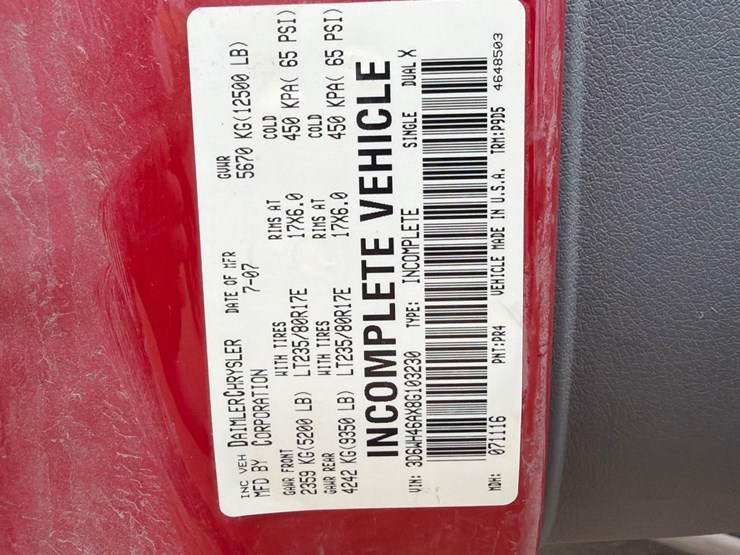 INC VEH DAIMLERCHRYSLER DATE OF MFR GVWR
MFD BY CORPORATION 7-07 5670 KG(12500 LB)
GAWR FRONT WITH TIRES RIMS AT COLD
2359 KG(5200 LB) LT235/80R17E 17X6.0 450 KPA( 65 PSI)
GAWR REAR WITH TIRES RIMS AT COLD
4242 KG(9350 LB) LT235/80R17E 17X6.0 450 KPA( 65 PSI)
INCOMPLETE VEHICLE
VIN: 3D6WH46AX8G103230 TYPE: INCOMPLETE SINGLE DUAL X
MDH: 071116 PNT:PR4 VEHICLE MADE IN U.S.A. TRM:P9D5 4648503